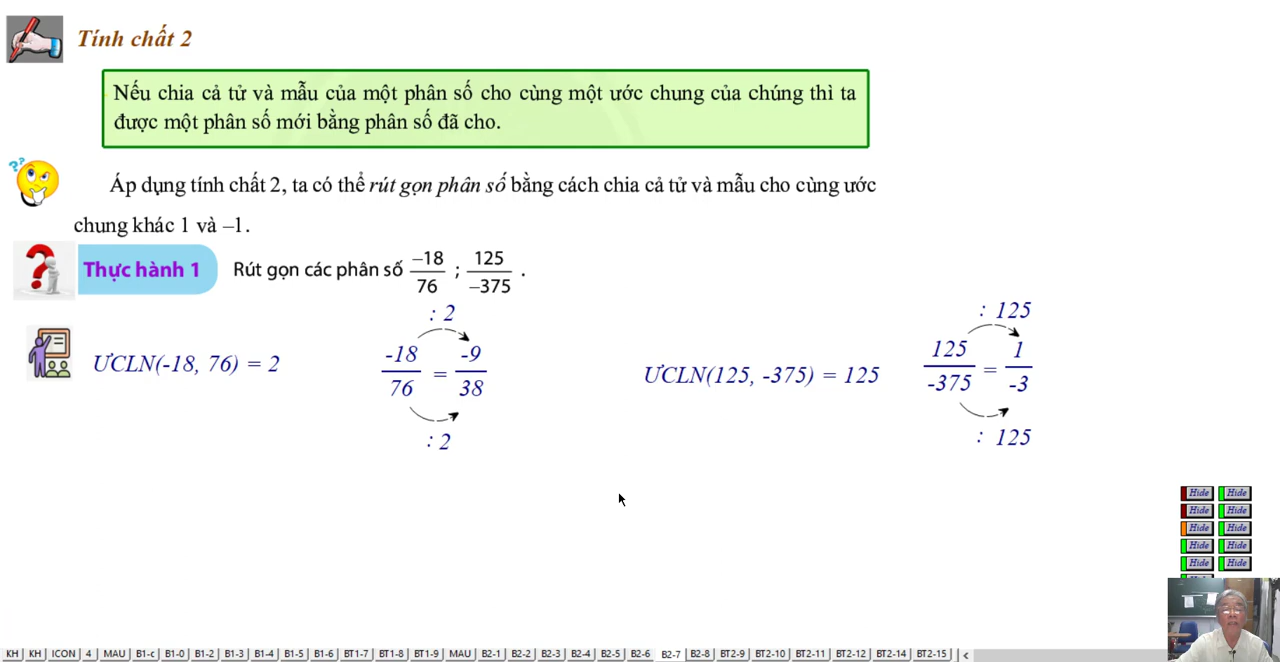 Tính chất 2
Nếu chia cả tử và mẫu của một phân số cho cùng một ước chung của chúng thì ta
được một phân số mới bằng phân số đã cho.
??
Áp dụng tính chất 2, ta có thể rút gọn phân số bằng cách chia cả tử và mẫu cho cùng ước
chung khác 1 và –1.
?
Thực hành 1 Rút gọn các phân số –18/76 ; 125/–375 .
ƯCLN(-18, 76) = 2
: 2
-18/76 = -9/38
: 2
ƯCLN(125, -375) = 125
: 125
125/-375 = 1/-3
: 125
Hide Hide
Hide Hide
Hide Hide
Hide Hide
Hide Hide
KH KH ICON 4 MAU B1-c B1-0 B1-2 B1-3 B1-4 B1-5 B1-6 BT1-7 BT1-8 BT1-9 MAU B2-1 B2-2 B2-3 B2-4 B2-5 B2-6 B2-7 B2-8 BT2-9 BT2-10 BT2-11 BT2-12 BT2-14 BT2-15